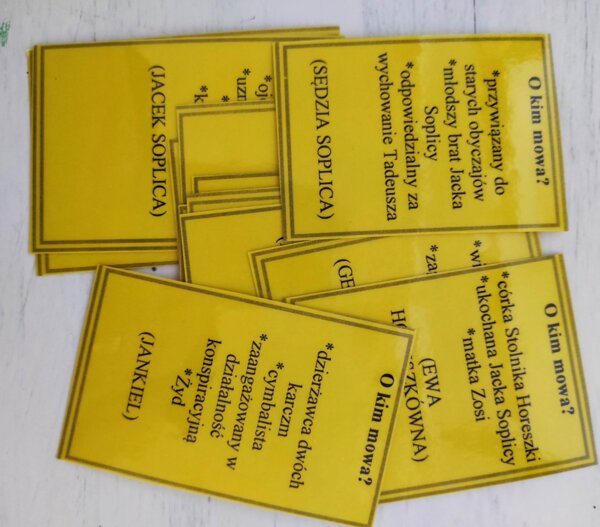 O kim mowa?
*przywiązany do
starych obyczajów
*młodszy brat Jacka
Soplicy
*odpowiedzialny za
wychowanie Tadeusza
(SĘDZIA SOPLICA)
(JACEK SOPLICA)
O kim mowa?
*córka Stolnika Horeszki
*ukochana Jacka Soplicy
*matka Zosi
(EWA
O kim mowa?
*dzierżawca dwóch
karczm
*cymbalista
*zaangażowany w
działalność
konspiracyjną
*Żyd
(JANKIEL)